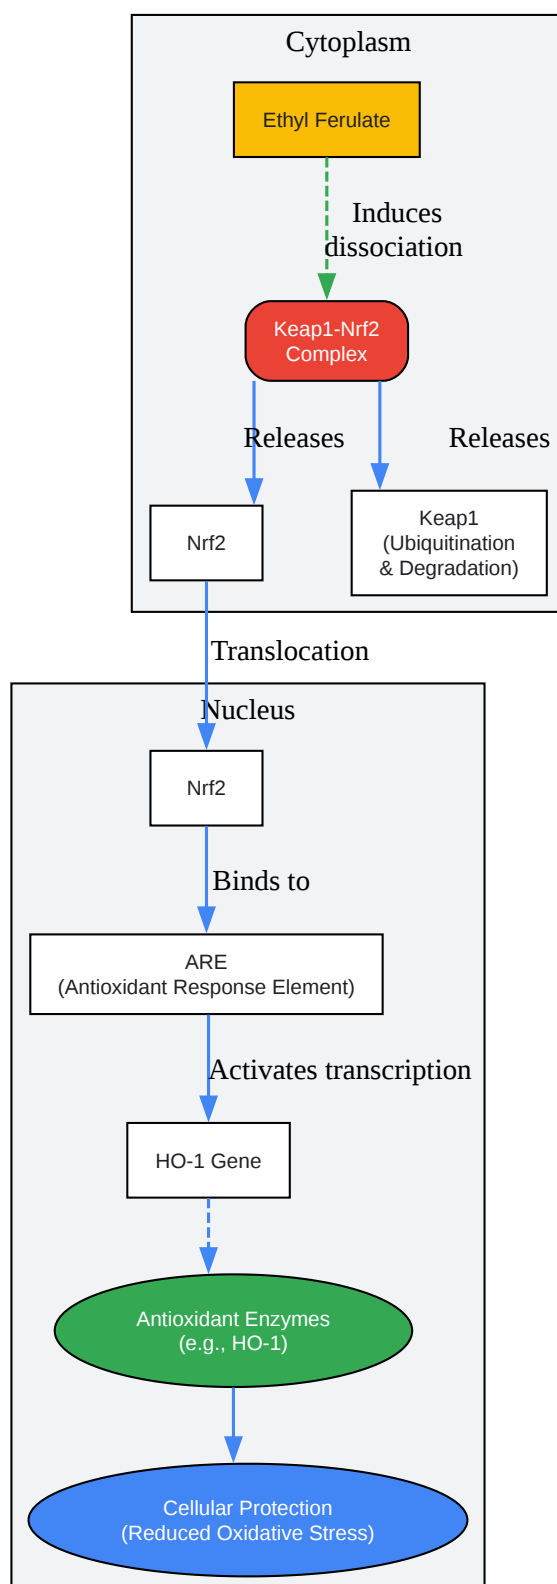 Cytoplasm
Ethyl Ferulate
Induces
dissociation
Keap1-Nrf2
Complex
Releases
Releases
Nrf2
Keap1
(Ubiquitination
& Degradation)
Translocation
Nucleus
Nrf2
Binds to
ARE
(Antioxidant Response Element)
Activates transcription
HO-1 Gene
Antioxidant Enzymes
(e.g., HO-1)
Cellular Protection
(Reduced Oxidative Stress)